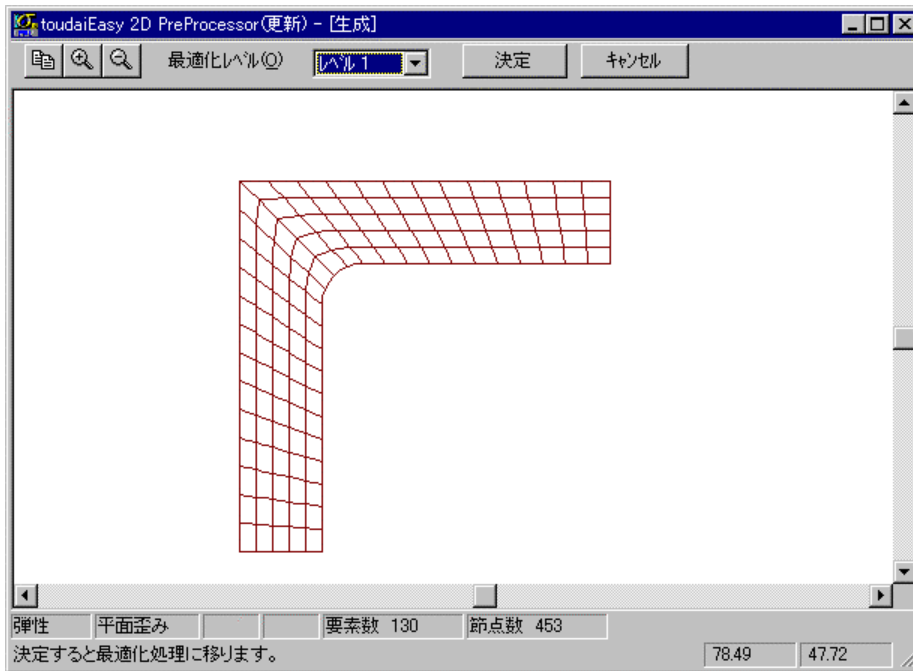 toudaiEasy 2D PreProcessor(更新) - [生成]
最適化ﾚﾍﾞﾙ(O) ﾚﾍﾞﾙ 1 決定 ｷｬﾝｾﾙ
弾性 平面歪み 要素数 130 節点数 453
決定すると最適化処理に移ります。 78.49 47.72